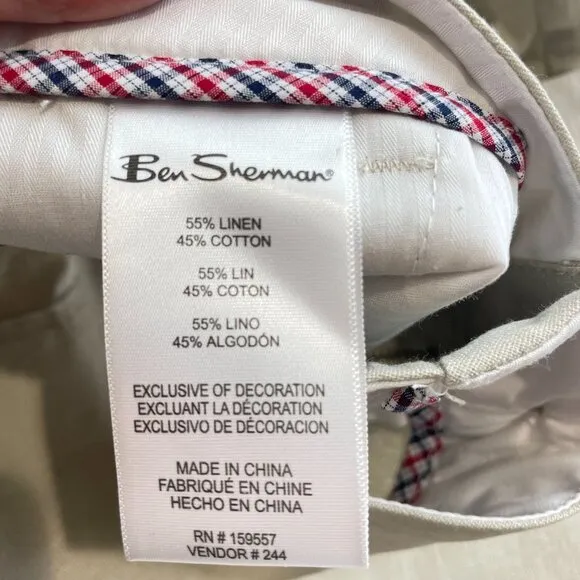 Ben Sherman®
55% LINEN
45% COTTON
55% LIN
45% COTON
55% LINO
45% ALGODÓN
EXCLUSIVE OF DECORATION
EXCLUANT LA DÉCORATION
EXCLUSIVO DE DECORACIÓN
MADE IN CHINA
FABRIQUÉ EN CHINE
HECHO EN CHINA
RN # 159557
VENDOR # 244